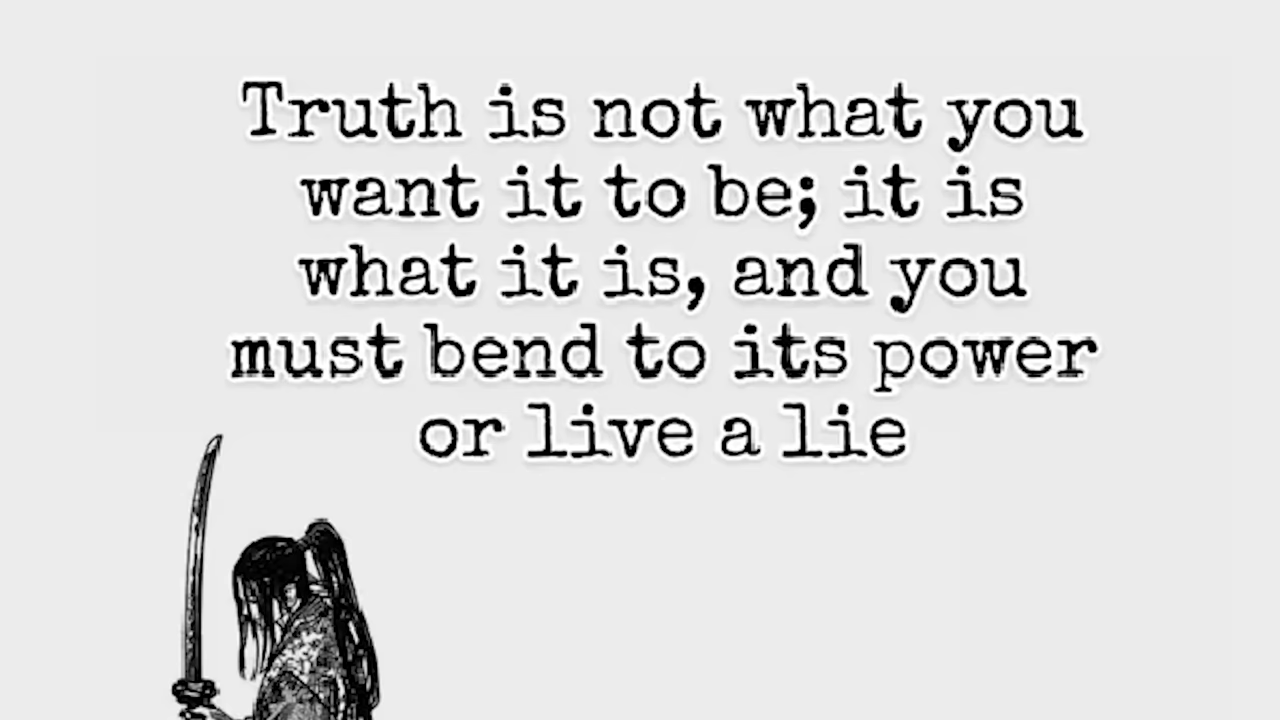 Truth is not what you
want it to be; it is
what it is, and you
must bend to its power
or live a lie